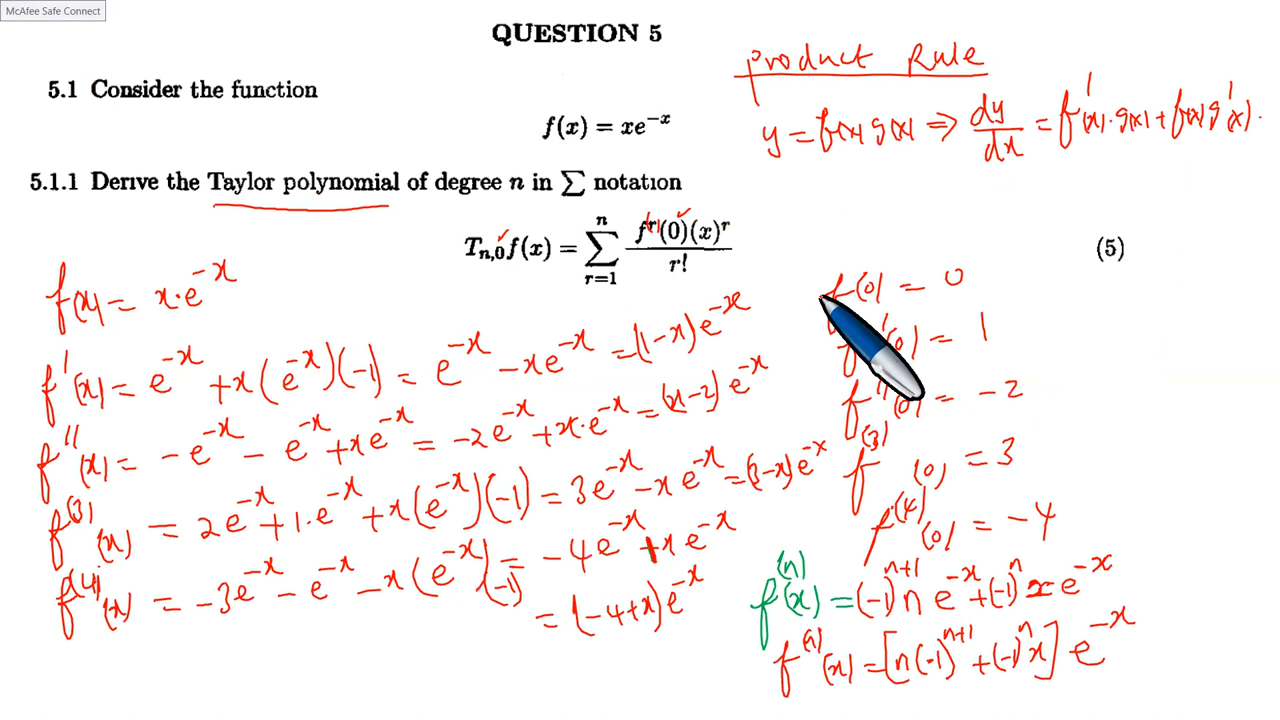 McAfee Safe Connect
QUESTION 5
product Rule
5.1 Consider the function
f(x) = xe^{-x}
y = f(x) g(x) ⇒ dy/dx = f'(x)·g(x) + f(x) g'(x).
5.1.1 Derive the Taylor polynomial of degree n in ∑ notation
T_{n,0}f(x) = ∑_{r=1}^{n} f^{(r)}(0)(x)^r / r!
(5)
f(x) = x·e^{-x}
f'(x) = e^{-x} + x(e^{-x})(-1) = e^{-x} - xe^{-x} = (1-x)e^{-x}
f''(x) = -e^{-x} - e^{-x} + xe^{-x} = -2e^{-x} + x·e^{-x} = (x-2)e^{-x}
f^{(3)}(x) = 2e^{-x} + 1·e^{-x} + x(e^{-x})(-1) = 3e^{-x} - xe^{-x} = (3-x)e^{-x}
f^{(4)}(x) = -3e^{-x} - e^{-x} - x(e^{-x})(-1) = -4e^{-x} + xe^{-x}
= (-4+x)e^{-x}
f(0) = 0
f'(0) = 1
f''(0) = -2
f^{(3)}(0) = 3
f^{(4)}(0) = -4
f^{(n)}(x) = (-1)^{n+1} n e^{-x} + (-1)^n x e^{-x}
f^{(n)}(x) = [n(-1)^{n+1} + (-1)^n x] e^{-x}